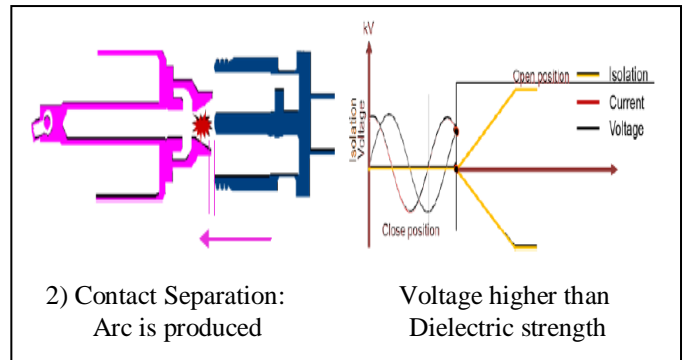 kV
Open position
Isolation
Current
Voltage
Isolation
Voltage
Close position
2) Contact Separation:
Arc is produced
Voltage higher than
Dielectric strength